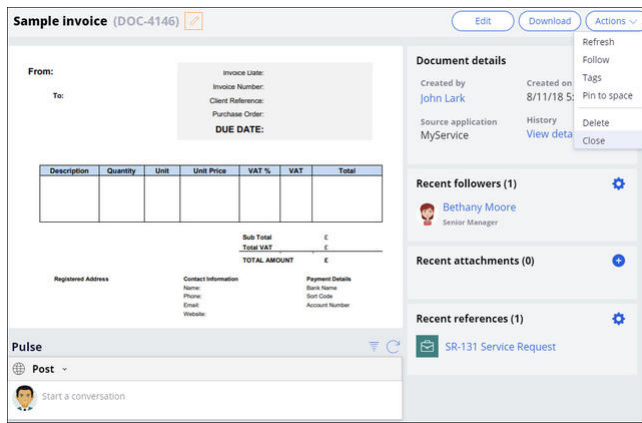 Sample invoice (DOC-4146)
Edit
Download
Actions
Refresh
Follow
Tags
Pin to space
Delete
Close
From:
To:
Invoice Date:
Invoice Number:
Client Reference:
Purchase Order:
DUE DATE:
Description Quantity Unit Unit Price VAT % VAT Total
Sub Total £
Total VAT £
TOTAL AMOUNT £
Registered Address
Contact Information
Name:
Phone:
Email:
Website:
Payment Details
Bank Name
Sort Code
Account Number
Pulse
Post
Start a conversation
Document details
Created by
John Lark
Created on
8/11/18 5:
Source application
MyService
History
View deta
Recent followers (1)
Bethany Moore
Senior Manager
Recent attachments (0)
Recent references (1)
SR-131 Service Request